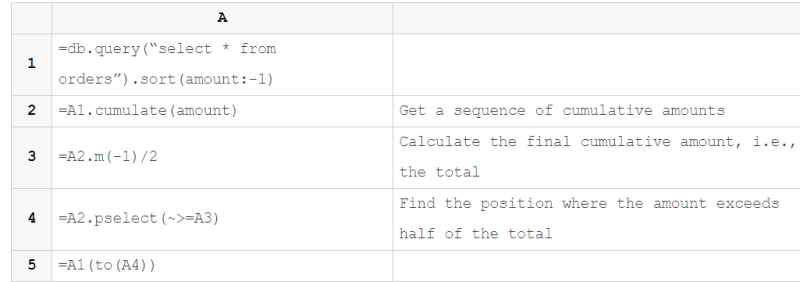 A
1 =db.query(“select * from
orders”).sort(amount:-1)
2 =A1.cumulate(amount) Get a sequence of cumulative amounts
3 =A2.m(-1)/2 Calculate the final cumulative amount, i.e.,
the total
4 =A2.pselect(~>=A3) Find the position where the amount exceeds
half of the total
5 =A1(to(A4))